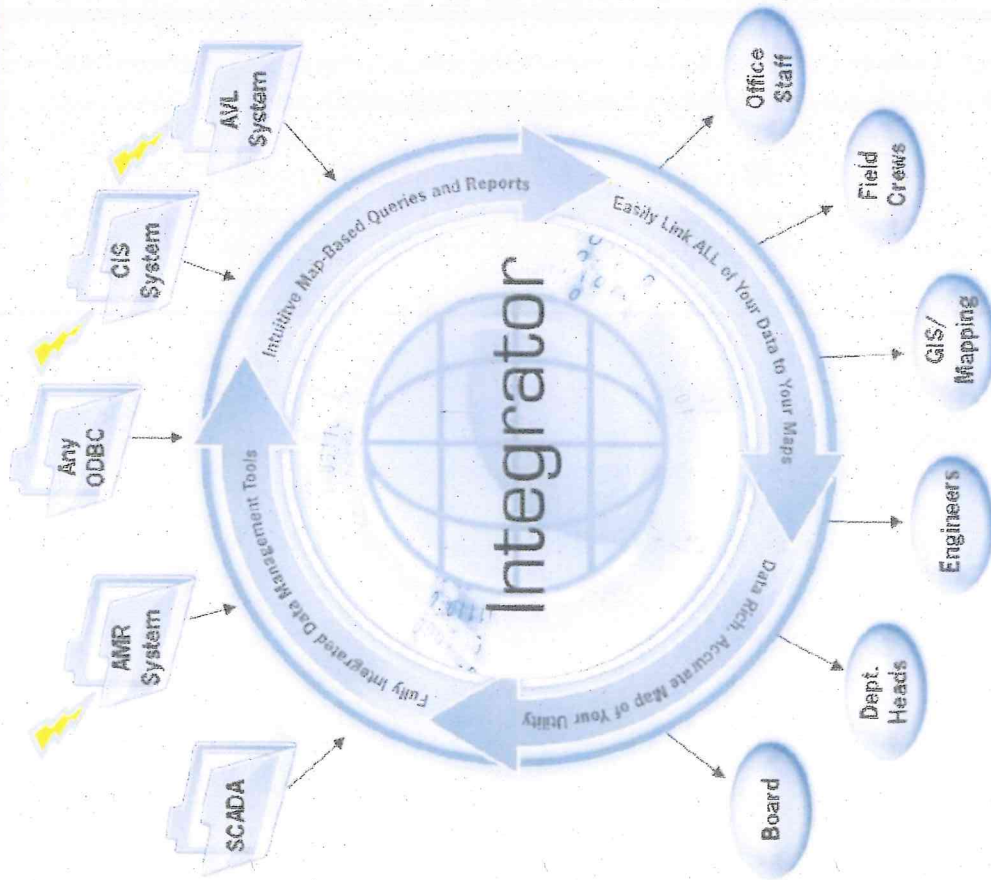 SCADA
AMR
System
Any
ODBC
CIS
System
AVL
System
Fully Integrated Data Management Tools
Intuitive Map-Based Queries and Reports
Integrator
Data Rich, Accurate Map of Your Utility
Easily Link ALL of Your Data to Your Maps
Board
Dept.
Heads
Engineers
GIS/
Mapping
Field
Crews
Office
Staff